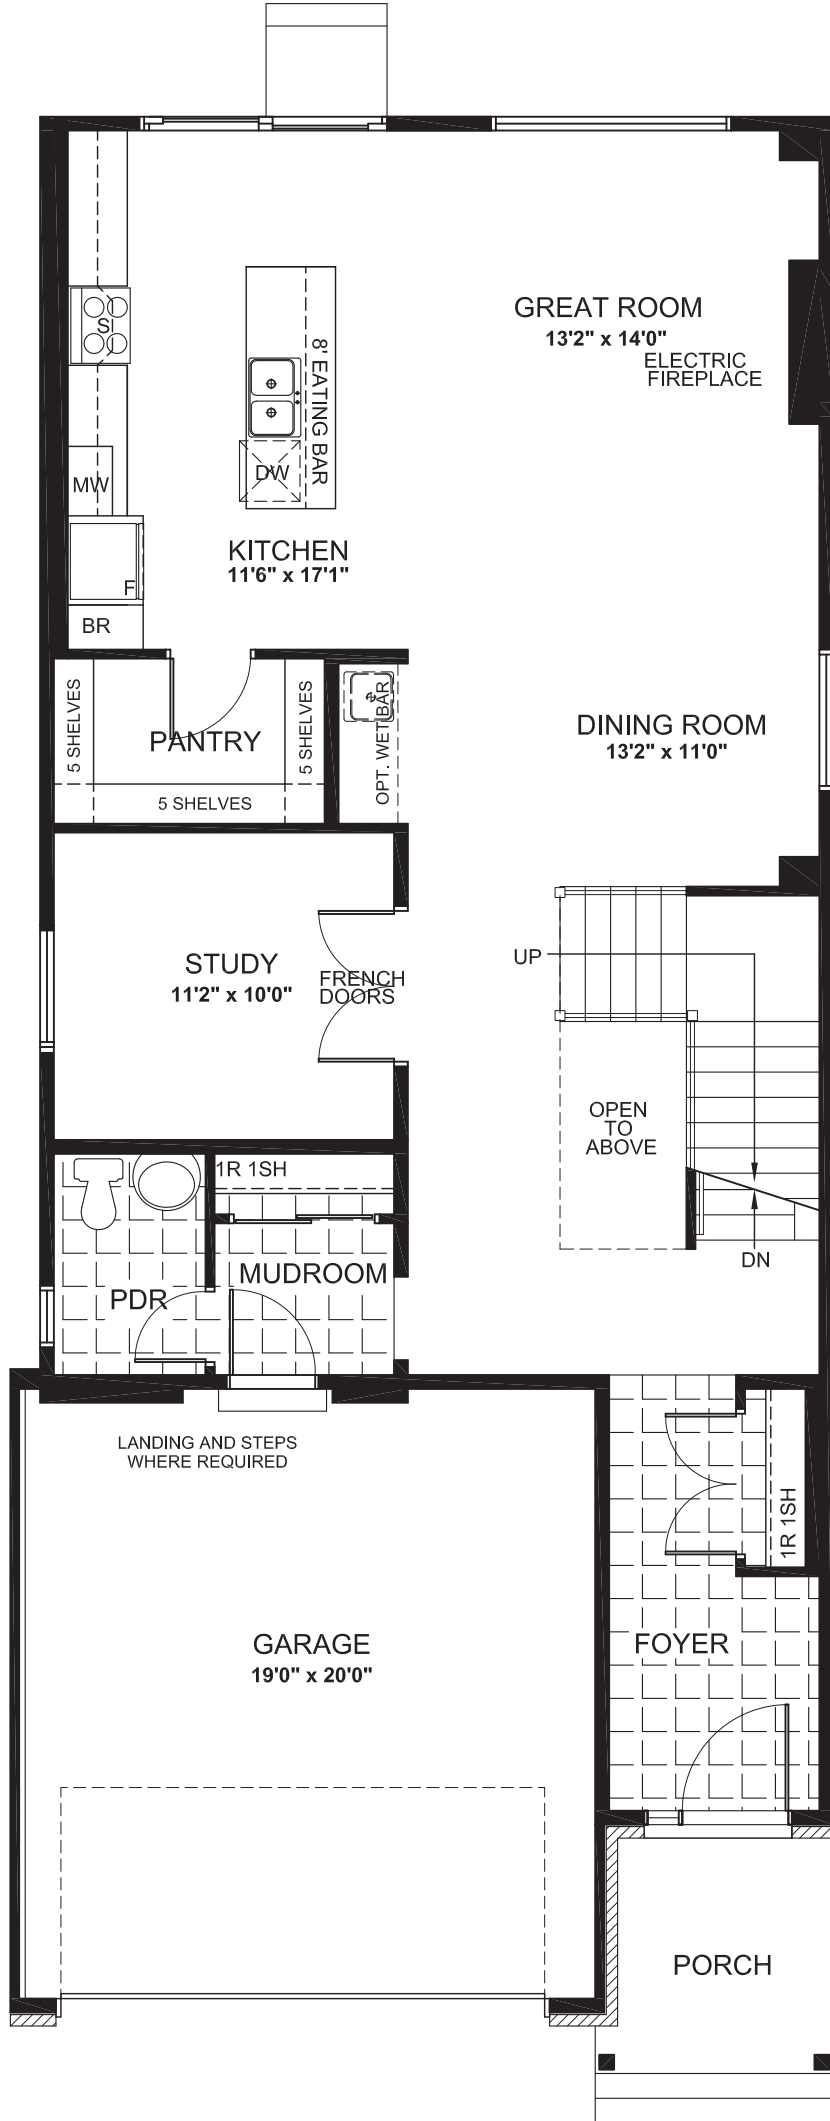 GREAT ROOM
13'2" x 14'0"
ELECTRIC
FIREPLACE
SI
8' EATING BAR
DW
MW
KITCHEN
11'6" x 17'1"
F
BR
5 SHELVES
PANTRY
5 SHELVES
5 SHELVES
OPT. WET BAR
DINING ROOM
13'2" x 11'0"
STUDY
11'2" x 10'0"
FRENCH
DOORS
UP
OPEN
TO
ABOVE
DN
1R 1SH
MUDROOM
PDR
LANDING AND STEPS
WHERE REQUIRED
1R 1SH
GARAGE
19'0" x 20'0"
FOYER
PORCH